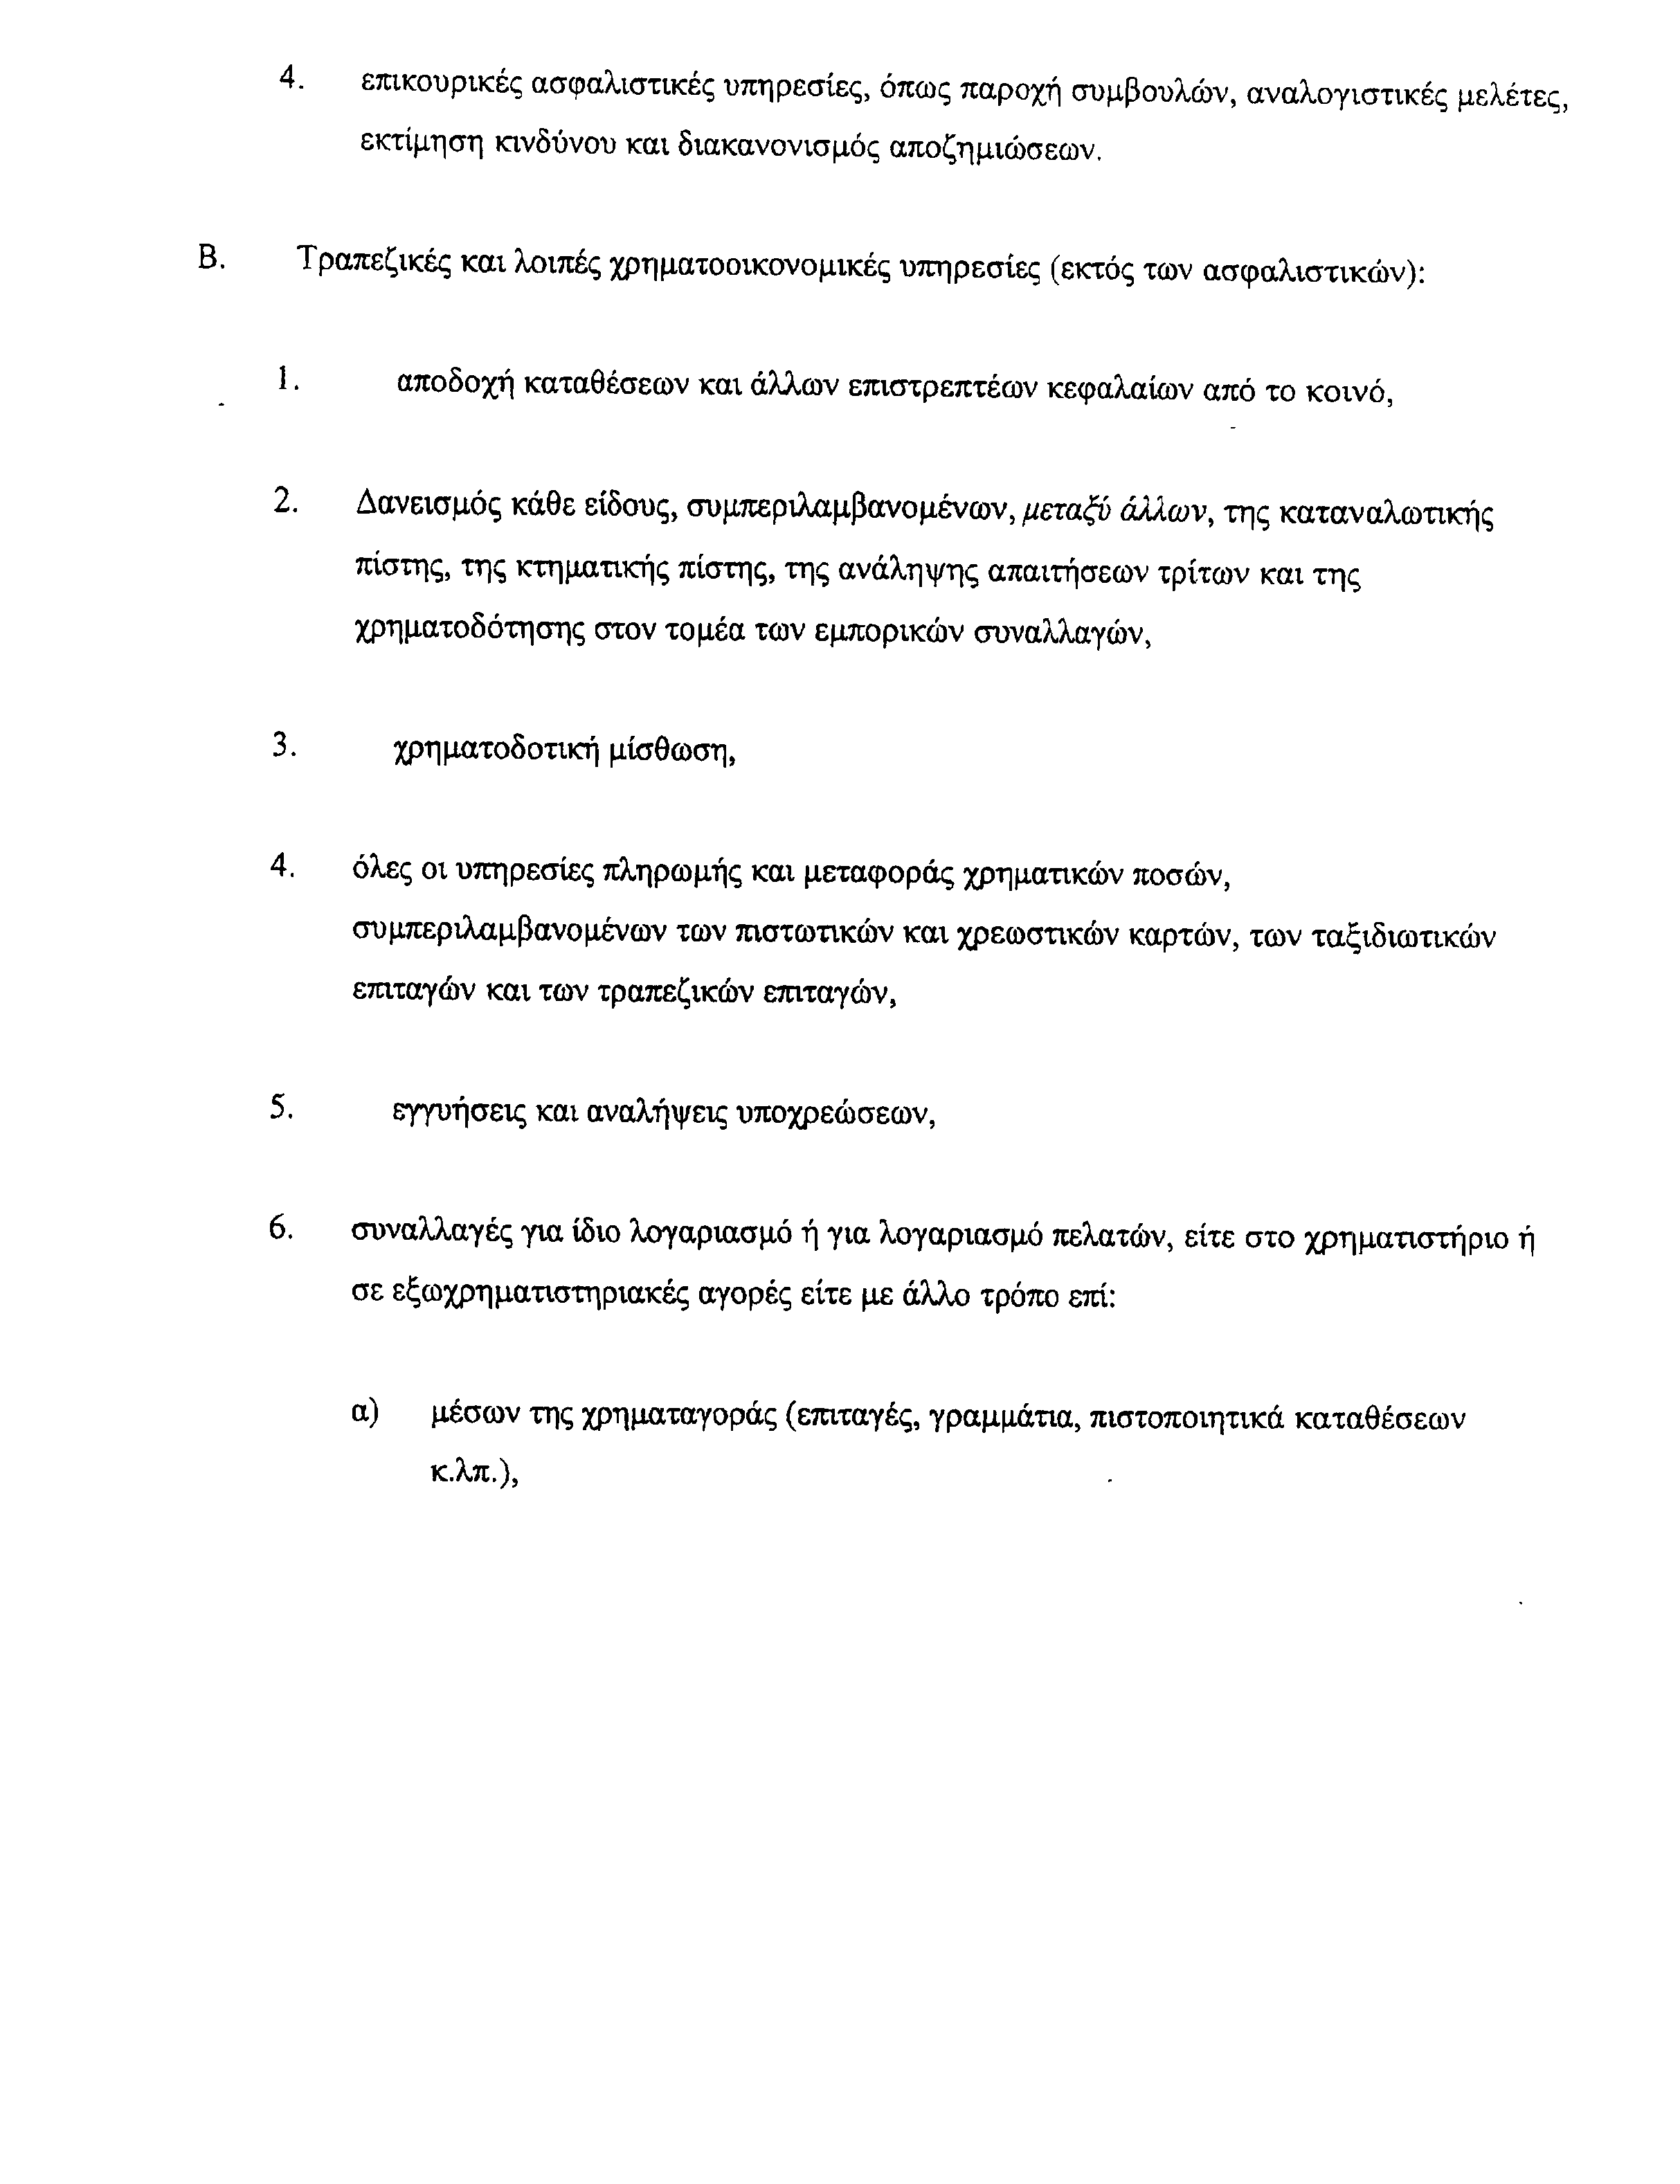 4. επικουρικές ασφαλιστικές υπηρεσίες, όπως παροχή συμβουλών, αναλογιστικές μελέτες,
εκτίμηση κινδύνου και διακανονισμός αποζημιώσεων.
Β. Τραπεζικές και λοιπές χρηματοοικονομικές υπηρεσίες (εκτός των ασφαλιστικών):
1. αποδοχή καταθέσεων και άλλων επιστρεπτέων κεφαλαίων από το κοινό,
2. Δανεισμός κάθε είδους, συμπεριλαμβανομένων, μεταξύ άλλων, της καταναλωτικής
πίστης, της κτηματικής πίστης, της ανάληψης απαιτήσεων τρίτων και της
χρηματοδότησης στον τομέα των εμπορικών συναλλαγών,
3. χρηματοδοτική μίσθωση,
4. όλες οι υπηρεσίες πληρωμής και μεταφοράς χρηματικών ποσών,
συμπεριλαμβανομένων των πιστωτικών και χρεωστικών καρτών, των ταξιδιωτικών
επιταγών και των τραπεζικών επιταγών,
5. εγγυήσεις και αναλήψεις υποχρεώσεων,
6. συναλλαγές για ίδιο λογαριασμό ή για λογαριασμό πελατών, είτε στο χρηματιστήριο ή
σε εξωχρηματιστηριακές αγορές είτε με άλλο τρόπο επί:
α) μέσων της χρηματαγοράς (επιταγές, γραμμάτια, πιστοποιητικά καταθέσεων
κ.λπ.),